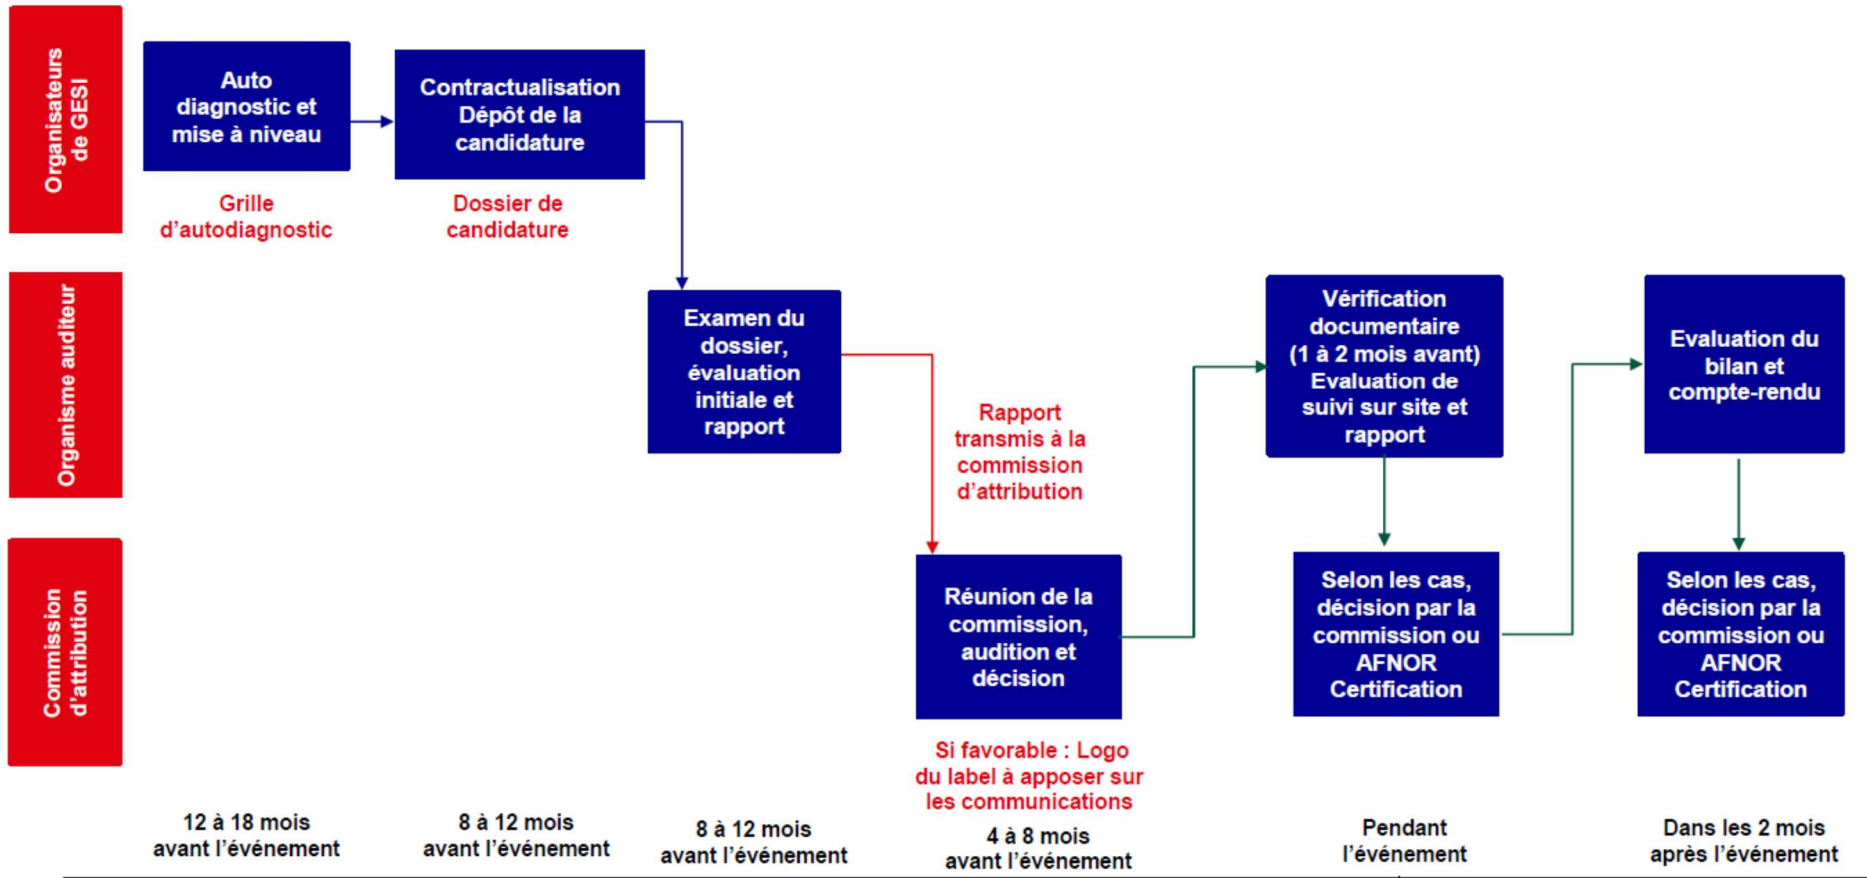 Organisateurs
de GESI
Auto
diagnostic et
mise à niveau
Contractualisation
Dépôt de la
candidature
Grille
d'autodiagnostic
Dossier de
candidature
Organisme auditeur
Examen du
dossier,
évaluation
initiale et
rapport
Rapport
transmis à la
commission
d'attribution
Vérification
documentaire
(1 à 2 mois avant)
Evaluation de
suivi sur site et
rapport
Evaluation du
bilan et
compte-rendu
Commission
d'attribution
Réunion de la
commission,
audition et
décision
Si favorable : Logo
du label à apposer sur
les communications
Selon les cas,
décision par la
commission ou
AFNOR
Certification
Selon les cas,
décision par la
commission ou
AFNOR
Certification
12 à 18 mois
avant l'événement
8 à 12 mois
avant l'événement
8 à 12 mois
avant l'événement
4 à 8 mois
avant l'événement
Pendant
l'événement
Dans les 2 mois
après l'événement